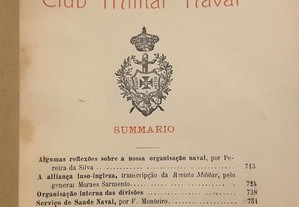 Club Militar Naval
SUMMARIO
Algumas reflexões sobre a nossa organisação naval, por Pe-
reira da Silva .. 713
A alliança luso-ingleza, transcripção da Revista Militar, pelo
general Moraes Sarmento. 724
Organisação interna das divisões 738
Serviço de Saude Naval, por F. Monteiro. 751